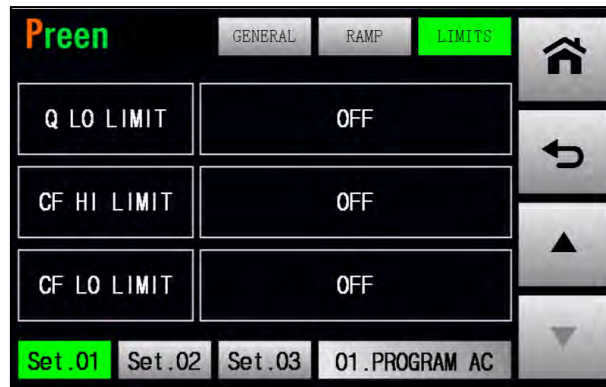 Preen GENERAL RAMP LIMITS
Q LO LIMIT OFF
CF HI LIMIT OFF
CF LO LIMIT OFF
Set.01 Set.02 Set.03 01.PROGRAM AC